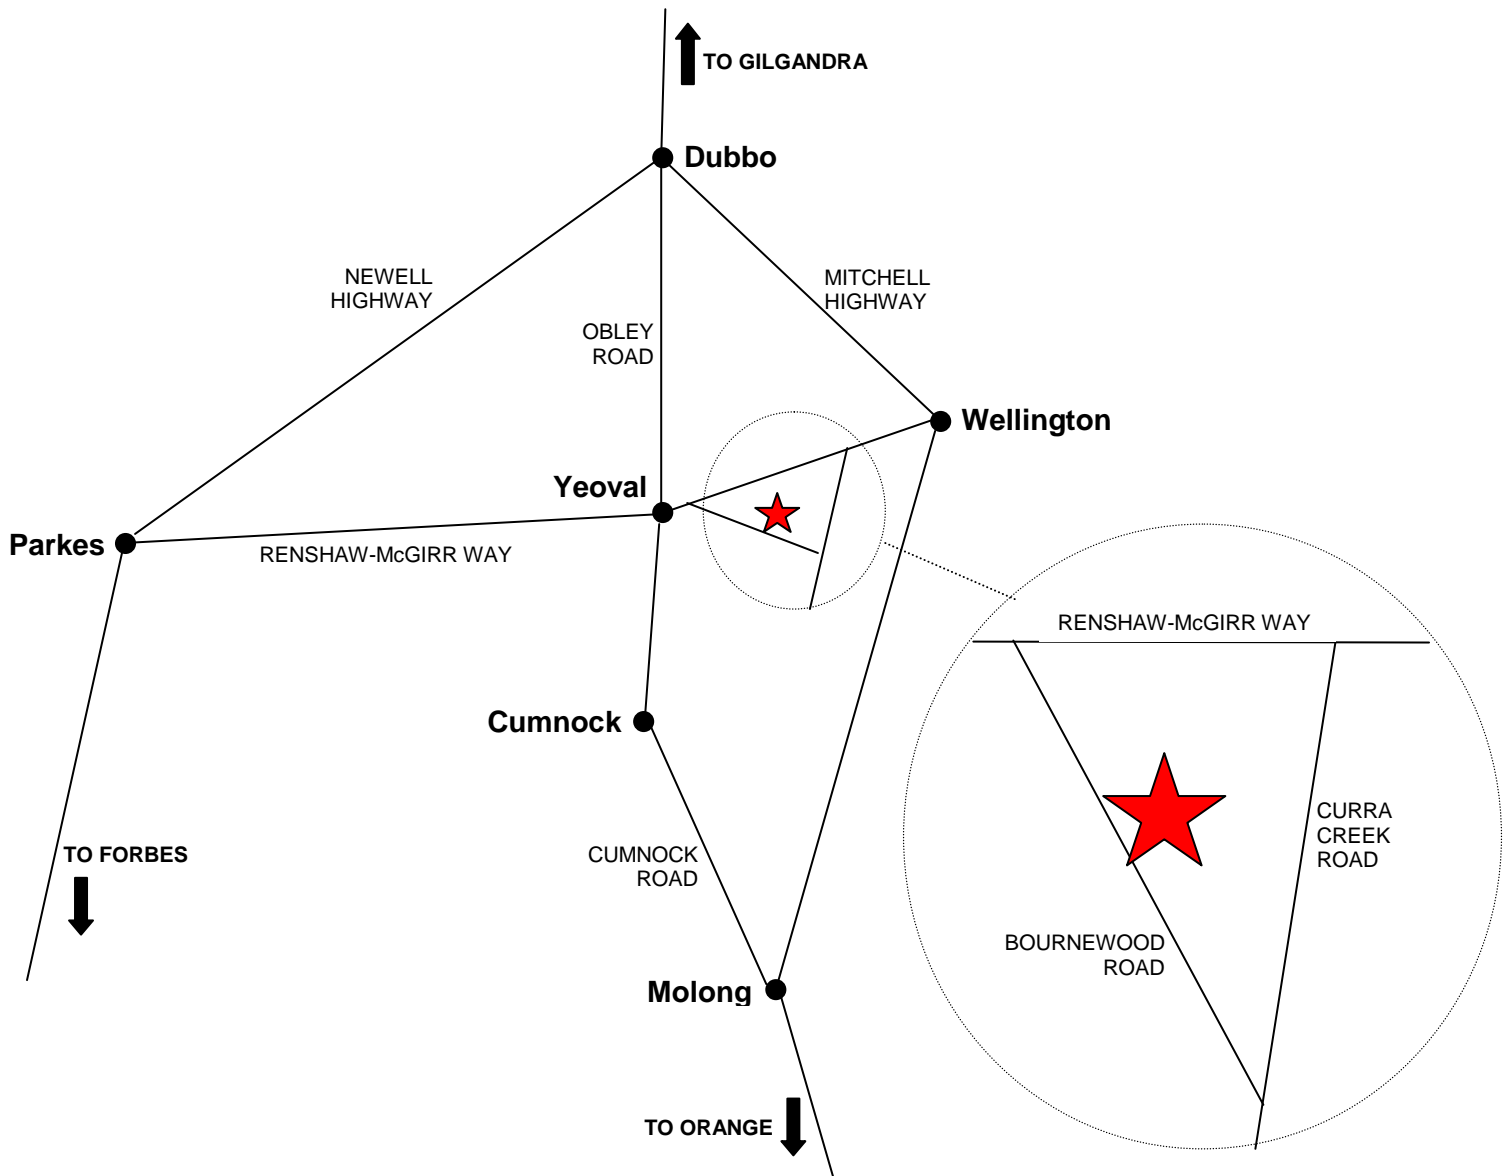 TO GILGANDRA
Dubbo
NEWELL
HIGHWAY
MITCHELL
HIGHWAY
OBLEY
ROAD
Wellington
Yeoval
Parkes
RENSHAW-McGIRR WAY
RENSHAW-McGIRR WAY
Cumnock
CURRA
CREEK
ROAD
TO FORBES
CUMNOCK
ROAD
BOURNEWOOD
ROAD
Molong
TO ORANGE